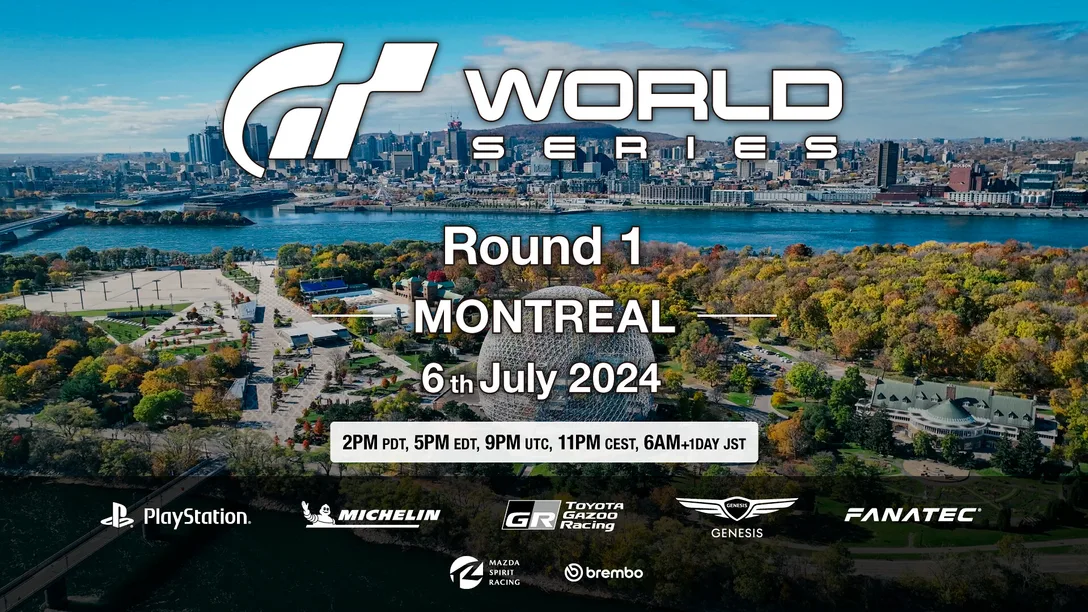 GT WORLD
SERIES
Round 1
MONTREAL
6th July 2024
2PM PDT, 5PM EDT, 9PM UTC, 11PM CEST, 6AM+1DAY JST
PlayStation.
MICHELIN
GR TOYOTA
GAZOO
Racing
GENESIS
GENESIS
FANATEC®
MAZDA
SPIRIT
RACING
brembo